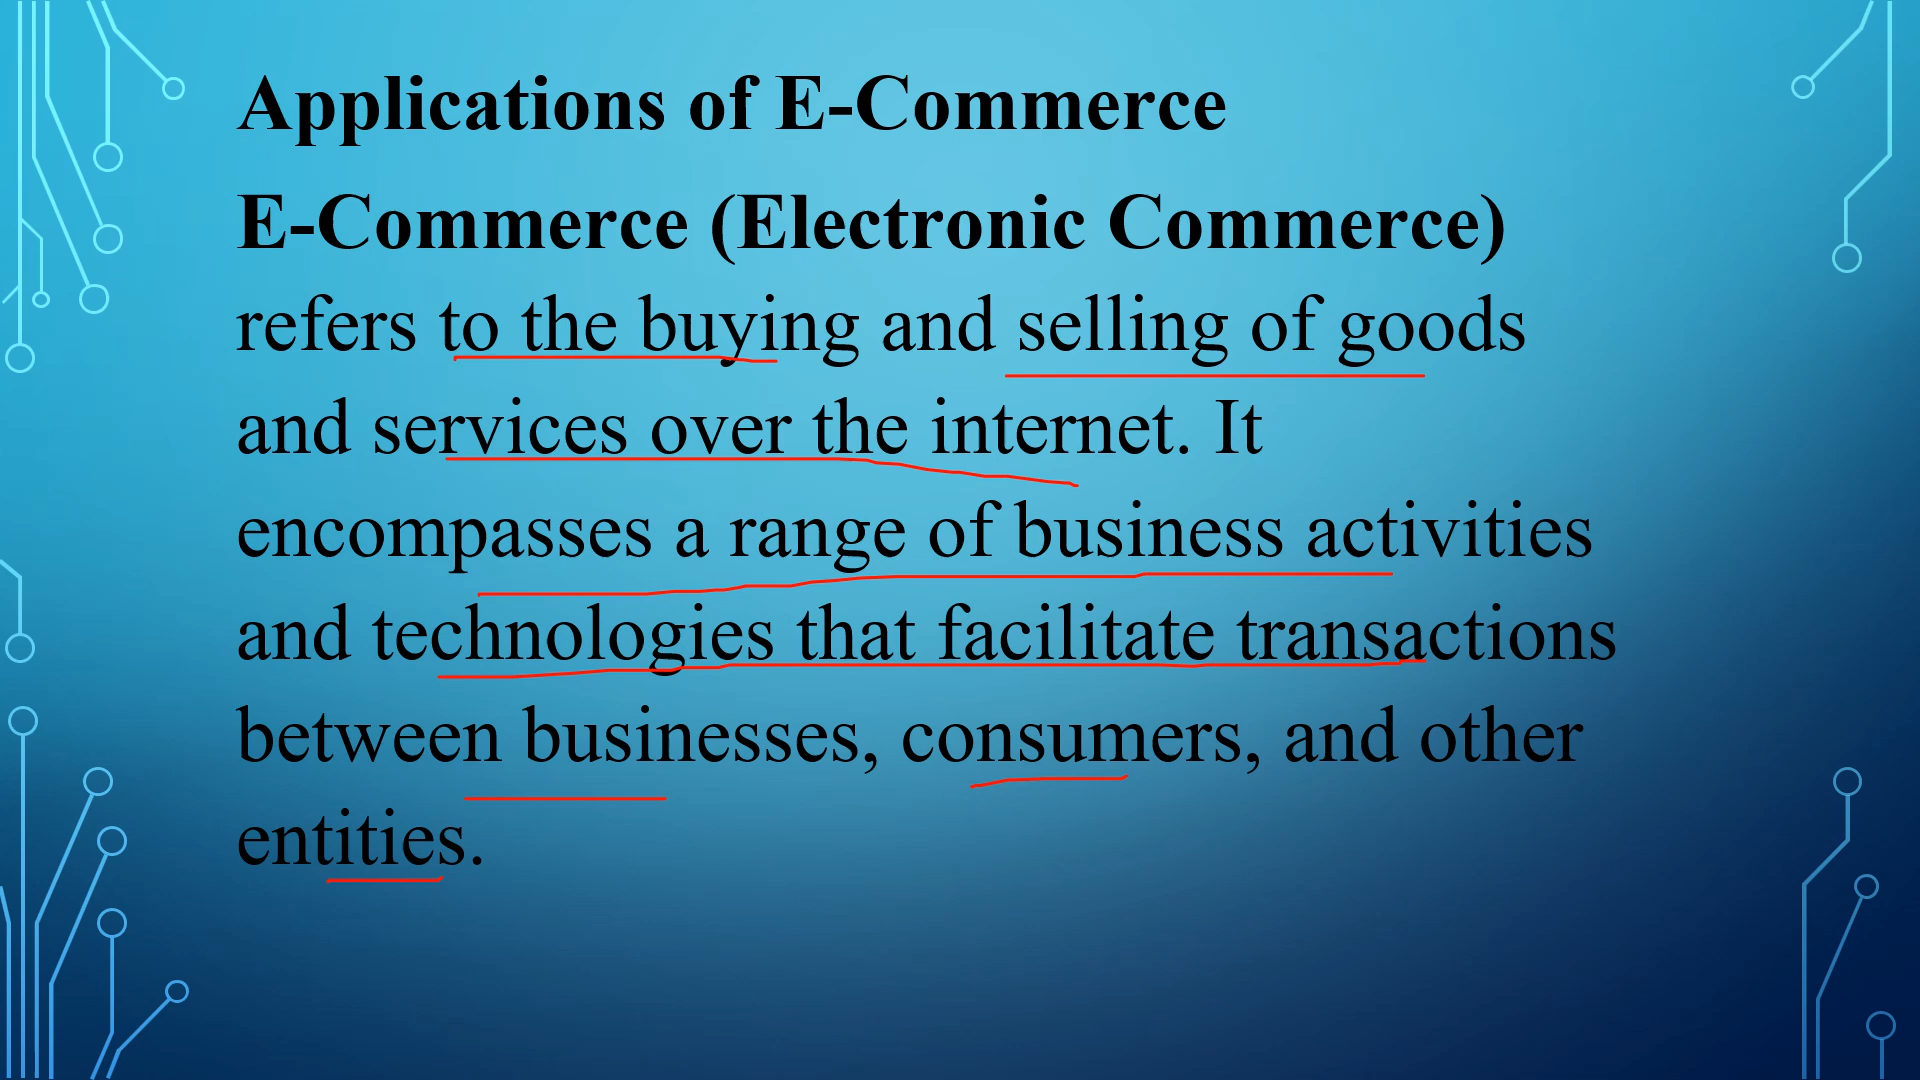 Applications of E-Commerce
E-Commerce (Electronic Commerce)
refers to the buying and selling of goods
and services over the internet. It
encompasses a range of business activities
and technologies that facilitate transactions
between businesses, consumers, and other
entities.